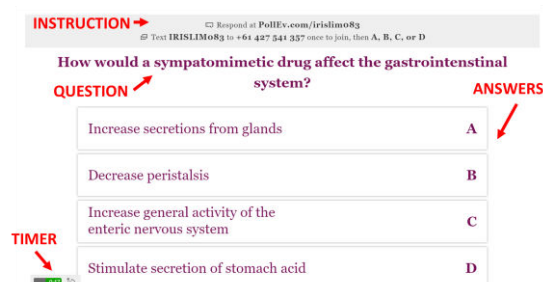 INSTRUCTION
Respond at PollEv.com/irislim083
Text IRISLIM083 to +61 427 541 357 once to join, then A, B, C, or D
How would a sympatomimetic drug affect the gastrointenstinal
system?
QUESTION
ANSWERS
Increase secretions from glands A
Decrease peristalsis B
Increase general activity of the
enteric nervous system C
TIMER
Stimulate secretion of stomach acid D